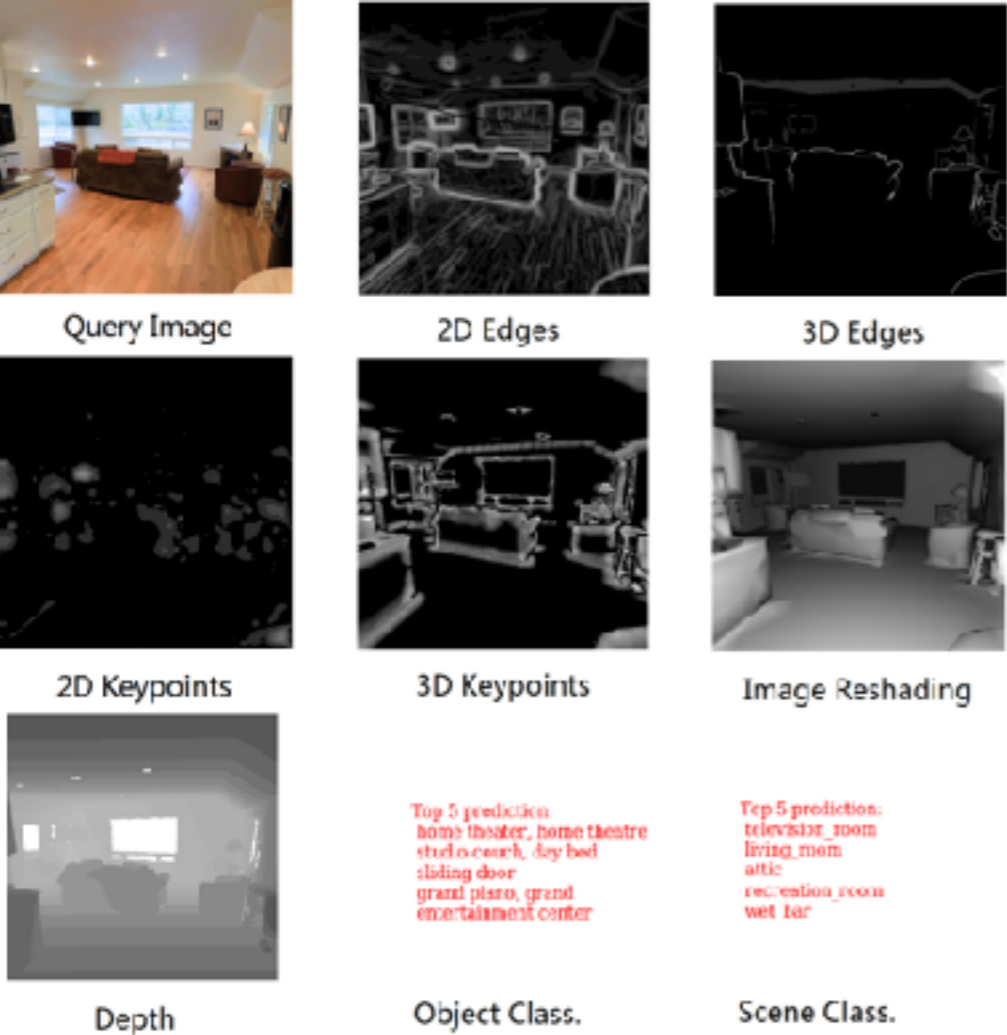 Query Image
2D Edges
3D Edges
2D Keypoints
3D Keypoints
Image Reshading
Top 5 prediction
home theater, home theatre
studio couch, day bed
sliding door
grand piano, grand
entertainment center
Top 5 prediction:
television_room
living_room
attic
recreation_room
wet_bar
Depth
Object Class.
Scene Class.